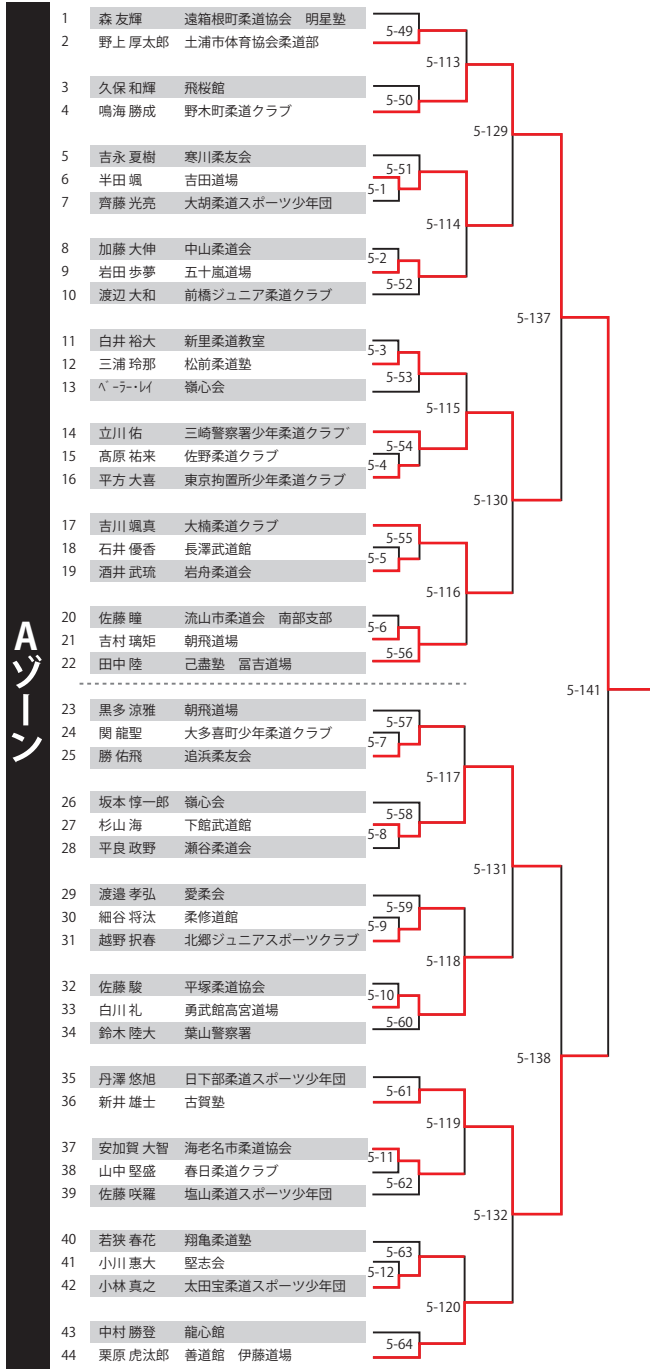 Aゾーン
1 森 友輝 遠箱根町柔道協会　明星塾
2 野上 厚太郎 土浦市体育協会柔道部
3 久保 和輝 飛桜館
4 鳴海 勝成 野木町柔道クラブ
5 吉永 夏樹 寒川柔友会
6 半田 颯 吉田道場
7 齊藤 光亮 大胡柔道スポーツ少年団
8 加藤 大伸 中山柔道会
9 岩田 歩夢 五十嵐道場
10 渡辺 大和 前橋ジュニア柔道クラブ
11 白井 裕大 新里柔道教室
12 三浦 玲那 松前柔道塾
13 ﾍﾞｰﾗｰ･ﾚｲ 嶺心会
14 立川 佑 三崎警察署少年柔道クラブ
15 髙原 祐来 佐野柔道クラブ
16 平方 大喜 東京拘置所少年柔道クラブ
17 吉川 颯真 大楠柔道クラブ
18 石井 優香 長澤武道館
19 酒井 武琉 岩舟柔道会
20 佐藤 瞳 流山市柔道会　南部支部
21 吉村 璃矩 朝飛道場
22 田中 陸 己盡塾　冨吉道場
23 黒多 涼雅 朝飛道場
24 関 龍聖 大多喜町少年柔道クラブ
25 勝 佑飛 追浜柔友会
26 坂本 惇一郎 嶺心会
27 杉山 海 下館武道館
28 平良 政野 瀬谷柔道会
29 渡邉 孝弘 愛柔会
30 細谷 将汰 柔修道館
31 越野 択春 北郷ジュニアスポーツクラブ
32 佐藤 駿 平塚柔道協会
33 白川 礼 勇武館高宮道場
34 鈴木 陸大 葉山警察署
35 丹澤 悠旭 日下部柔道スポーツ少年団
36 新井 雄士 古賀塾
37 安加賀 大智 海老名市柔道協会
38 山中 堅盛 春日柔道クラブ
39 佐藤 咲羅 塩山柔道スポーツ少年団
40 若狭 春花 翔亀柔道塾
41 小川 惠大 堅志会
42 小林 真之 太田宝柔道スポーツ少年団
43 中村 勝登 龍心館
44 栗原 虎汰郎 善道館　伊藤道場
5-1
5-2
5-3
5-4
5-5
5-6
5-7
5-8
5-9
5-10
5-11
5-12
5-49
5-50
5-51
5-52
5-53
5-54
5-55
5-56
5-57
5-58
5-59
5-60
5-61
5-62
5-63
5-64
5-113
5-114
5-115
5-116
5-117
5-118
5-119
5-120
5-129
5-130
5-131
5-132
5-137
5-138
5-141